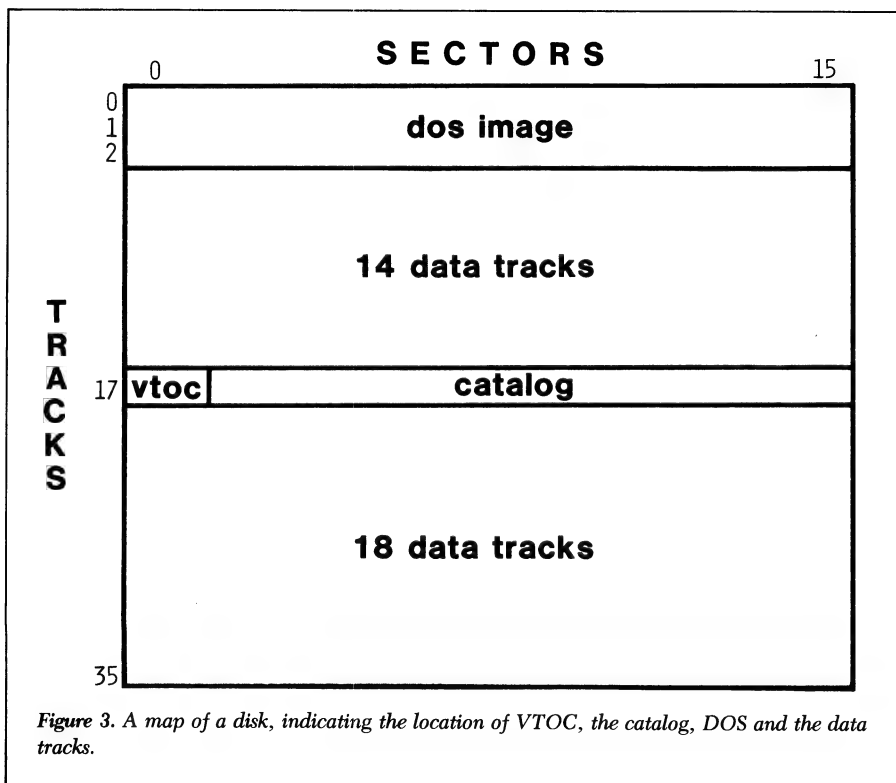 SECTORS
0 15
0
1
2
dos image
14 data tracks
TRACKS
17
vtoc
catalog
18 data tracks
35
Figure 3. A map of a disk, indicating the location of VTOC, the catalog, DOS and the data
tracks.